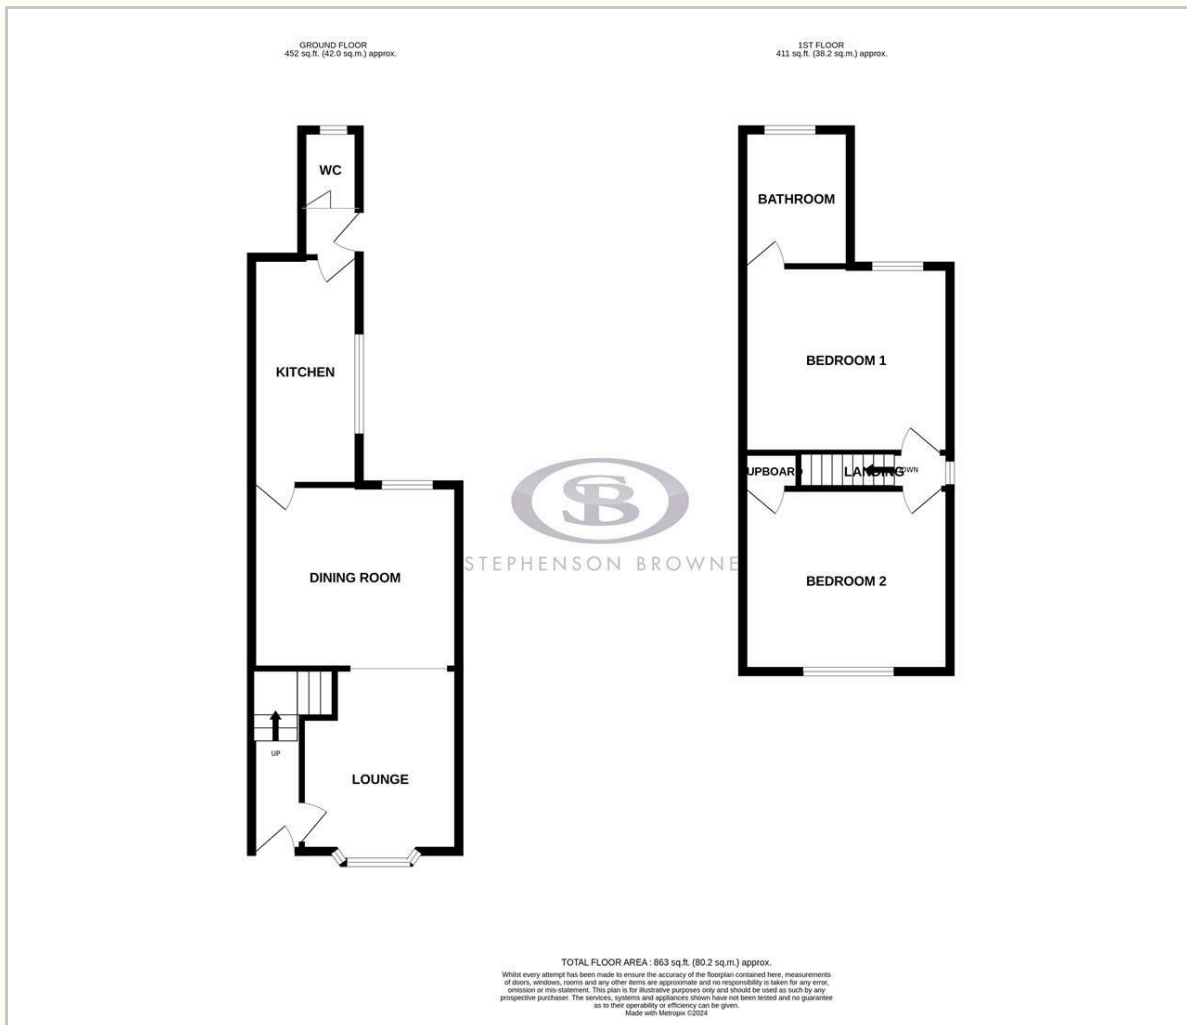 GROUND FLOOR
452 sq.ft. (42.0 sq.m.) approx.
1ST FLOOR
411 sq.ft. (38.2 sq.m.) approx.
WC
BATHROOM
KITCHEN
BEDROOM 1
UPBOARD
LANDING
OWN
SB
STEPHENSON BROWNE
DINING ROOM
BEDROOM 2
UP
LOUNGE
TOTAL FLOOR AREA : 863 sq.ft. (80.2 sq.m.) approx.
Whilst every attempt has been made to ensure the accuracy of the floorplan contained here, measurements
of doors, windows, rooms and any other items are approximate and no responsibility is taken for any error,
omission or mis-statement. This plan is for illustrative purposes only and should be used as such by any
prospective purchaser. The services, systems and appliances shown have not been tested and no guarantee
as to their operability or efficiency can be given.
Made with Metropix ©2024